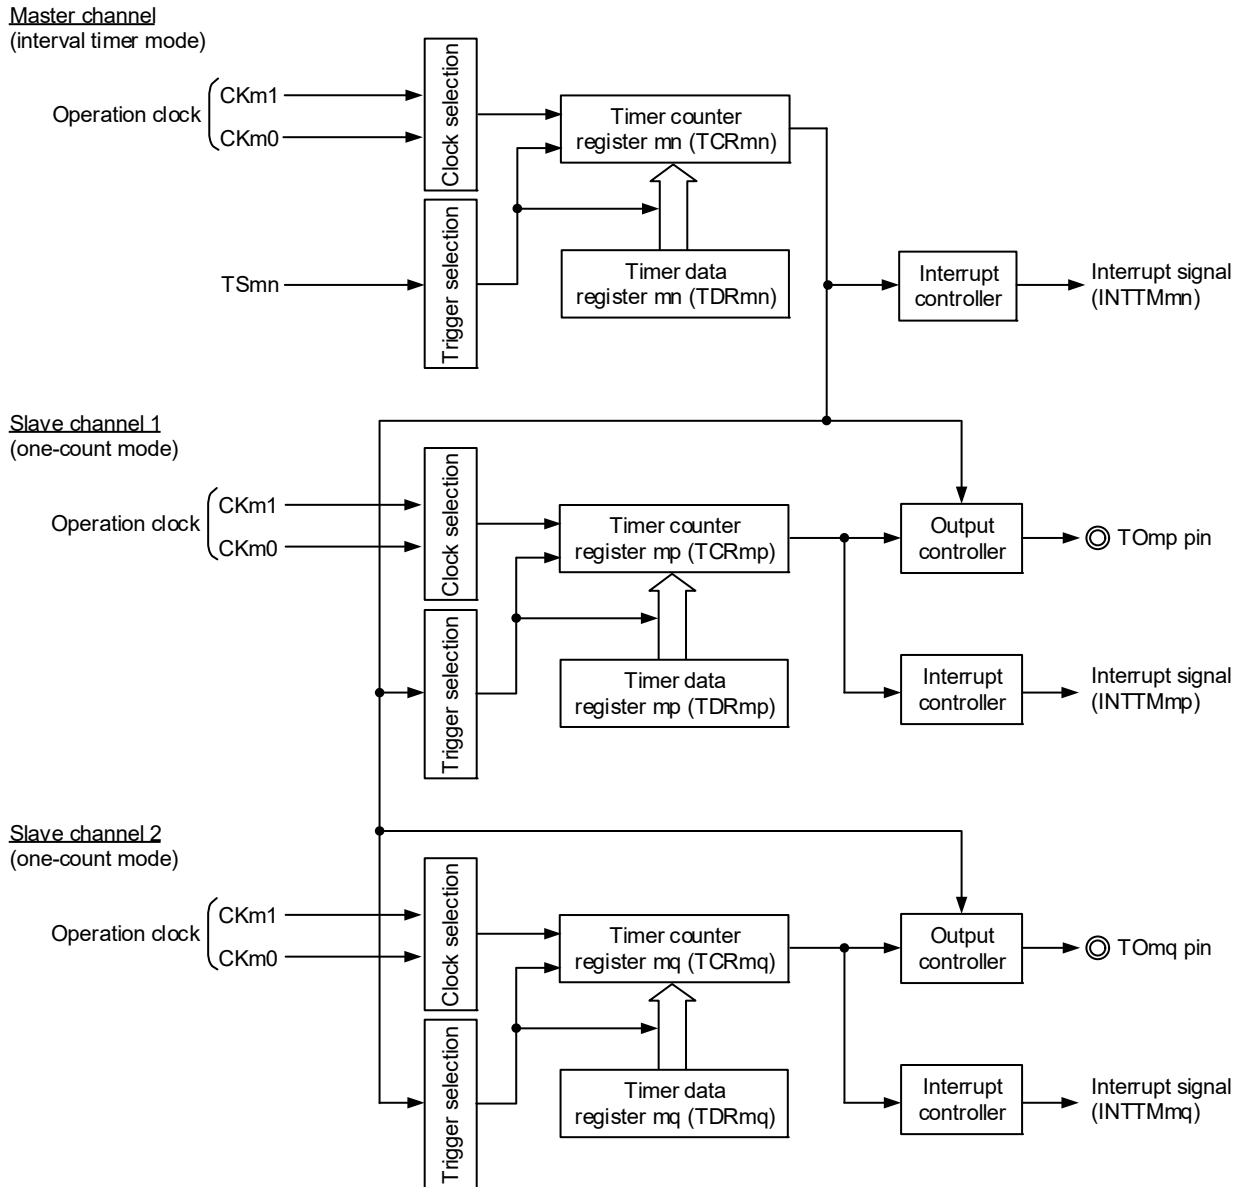 Master channel
(interval timer mode)
Operation clock
CKm1
CKm0
Clock selection
Timer counter
register mn (TCRmn)
TSmn
Trigger selection
Timer data
register mn (TDRmn)
Interrupt
controller
Interrupt signal
(INTTMmn)
Slave channel 1
(one-count mode)
Operation clock
CKm1
CKm0
Clock selection
Timer counter
register mp (TCRmp)
Output
controller
TOmp pin
Trigger selection
Timer data
register mp (TDRmp)
Interrupt
controller
Interrupt signal
(INTTMmp)
Slave channel 2
(one-count mode)
Operation clock
CKm1
CKm0
Clock selection
Timer counter
register mq (TCRmq)
Output
controller
TOmq pin
Trigger selection
Timer data
register mq (TDRmq)
Interrupt
controller
Interrupt signal
(INTTMmq)